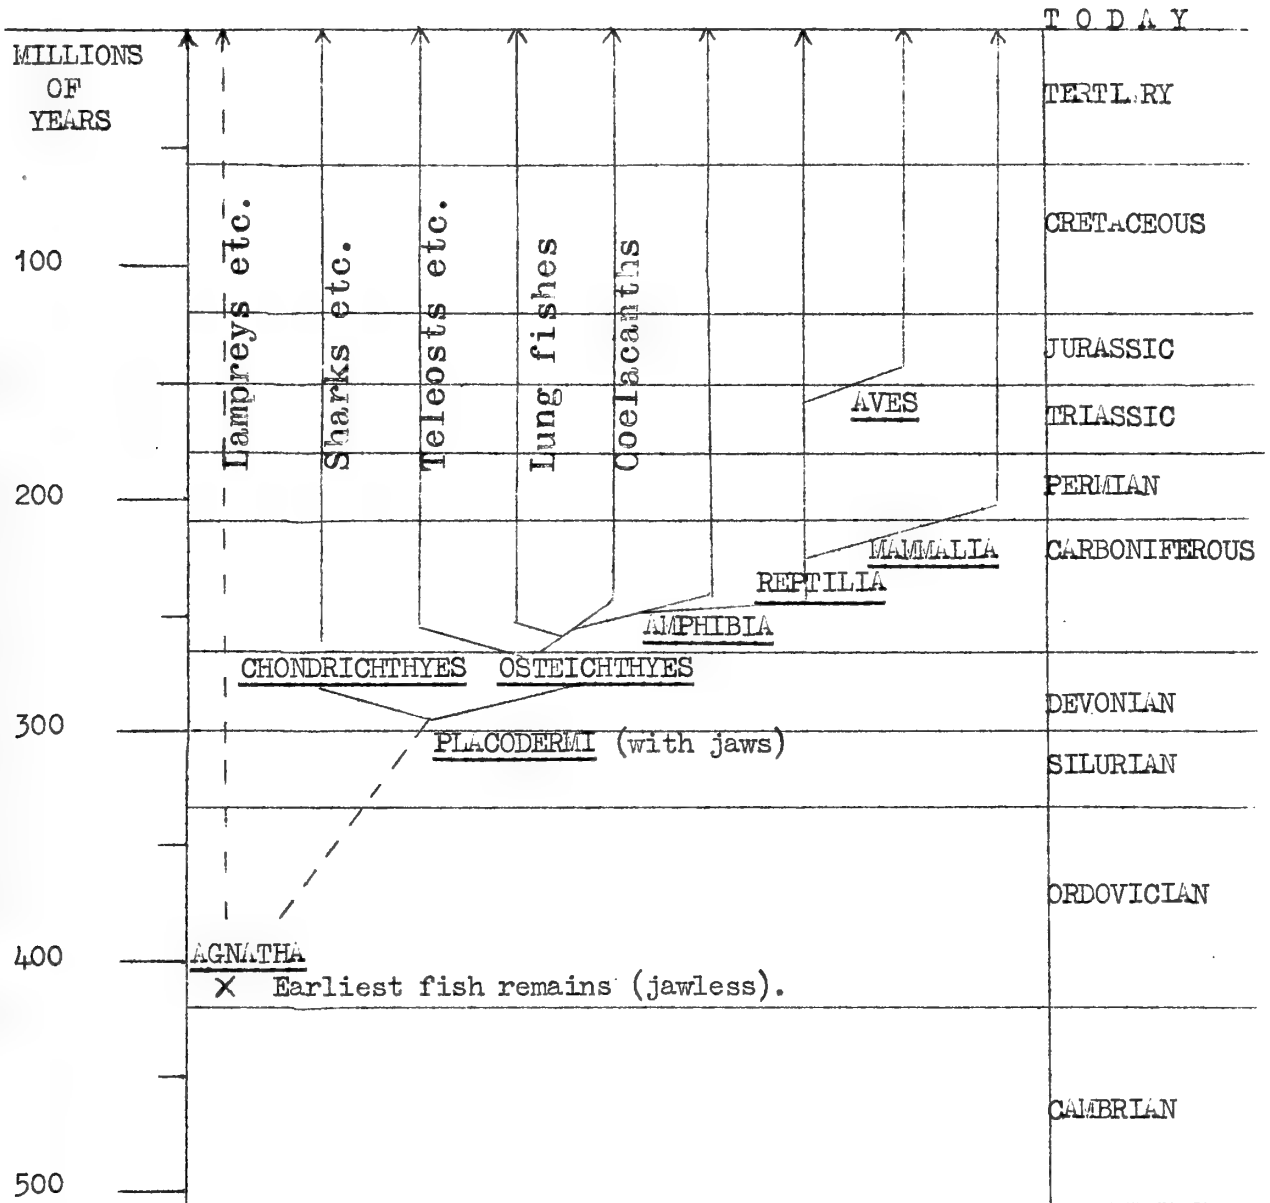 TODAY
MILLIONS
OF
YEARS
TERTIARY
CRETACEOUS
100
Lampreys etc.
Sharks etc.
Teleosts etc.
Lung fishes
Coelacanths
JURASSIC
AVES
TRIASSIC
200
PERMIAN
MAMMALIA
CARBONIFEROUS
REPTILIA
AMPHIBIA
CHONDRICHTHYES
OSTEICHTHYES
DEVONIAN
300
PLACODERMI (with jaws)
SILURIAN
ORDOVICIAN
400
AGNATHA
X Earliest fish remains (jawless).
CAMBRIAN
500